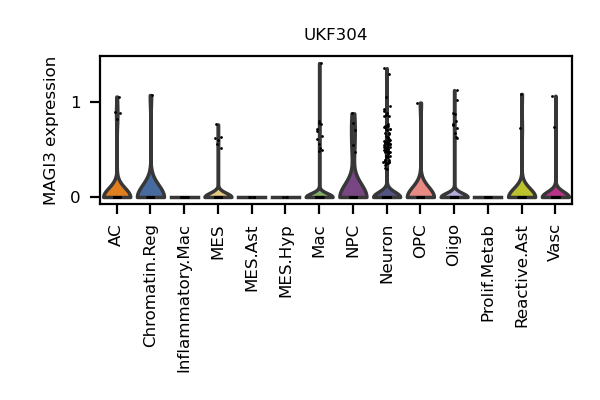 UKF304
MAGI3 expression
1
0
AC
Chromatin.Reg
Inflammatory.Mac
MES
MES.Ast
MES.Hyp
Mac
NPC
Neuron
OPC
Oligo
Prolif.Metab
Reactive.Ast
Vasc